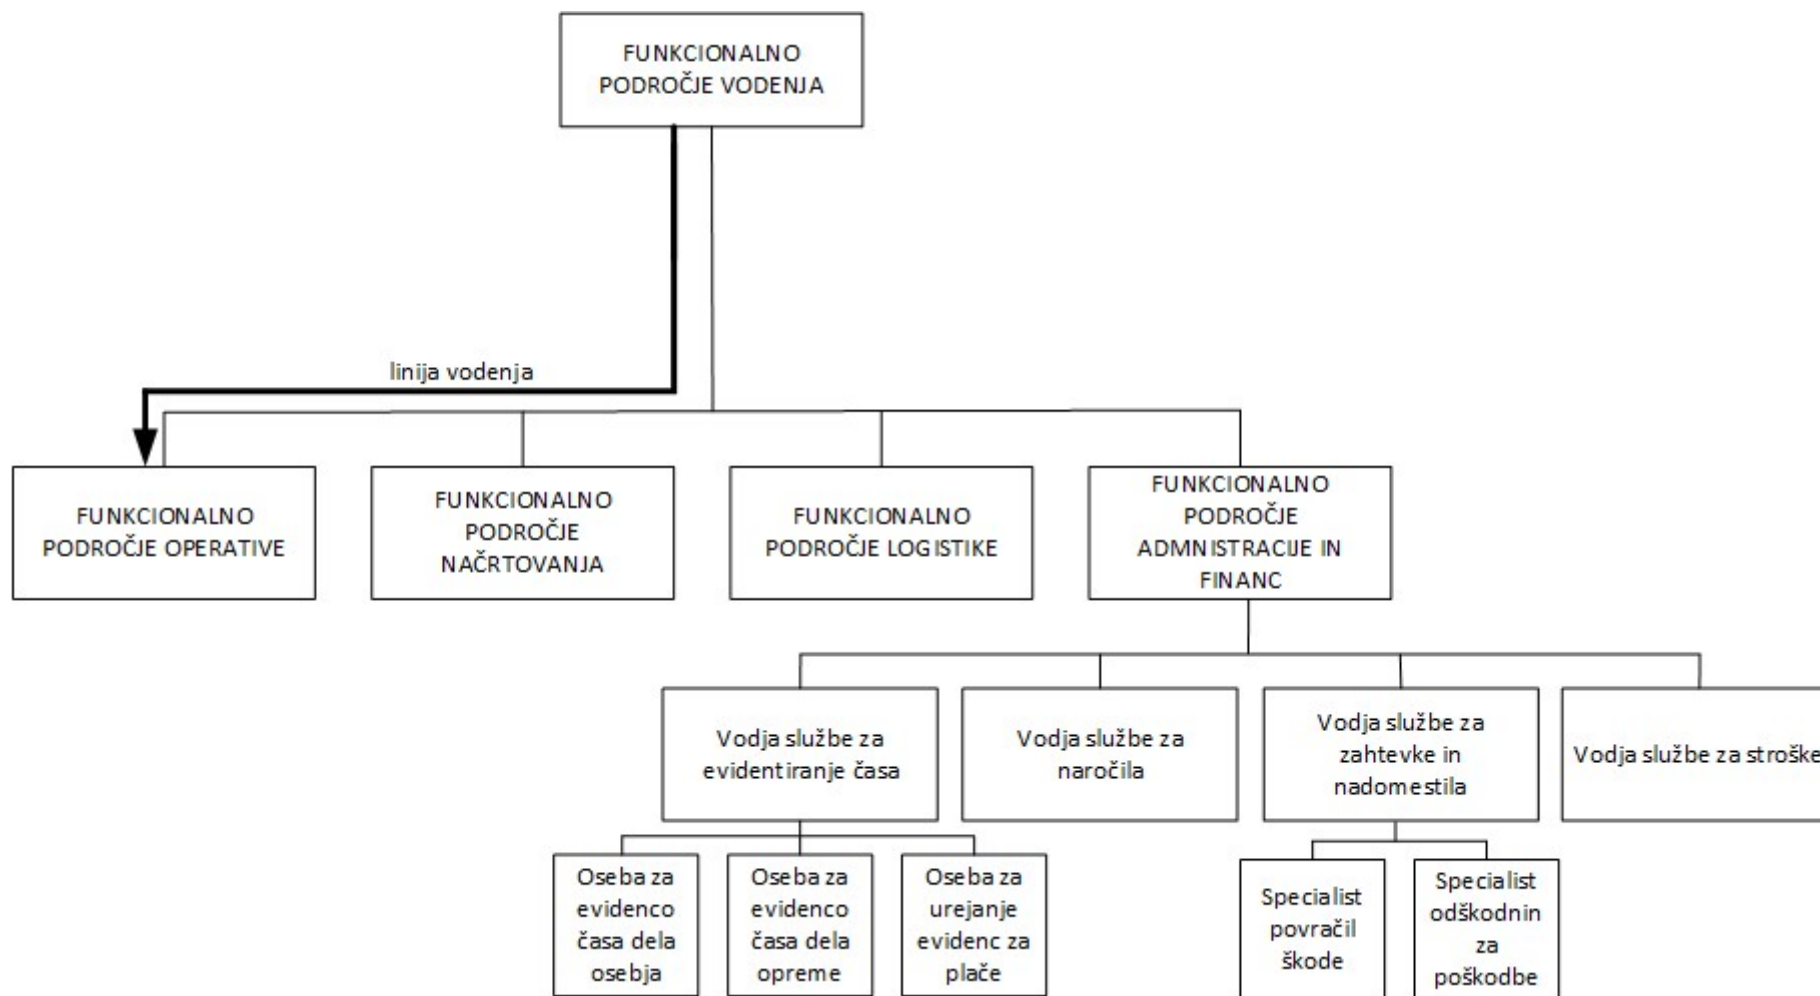 FUNKCIONALNO
PODROČJE VODENJA
linija vodenja
FUNKCIONALNO
PODROČJE OPERATIVE
FUNKCIONALNO
PODROČJE
NAČRTOVANJA
FUNKCIONALNO
PODROČJE LOGISTIKE
FUNKCIONALNO
PODROČJE
ADMNISTRACIJE IN
FINANC
Vodja službe za
evidentiranje časa
Vodja službe za
naročila
Vodja službe za
zahtevke in
nadomestila
Vodja službe za stroške
Oseba za
evidenco
časa dela
osebja
Oseba za
evidenco
časa dela
opreme
Oseba za
urejanje
evidenc za
plače
Specialist
povračil
škode
Specialist
odškodnin
za
poškodbe